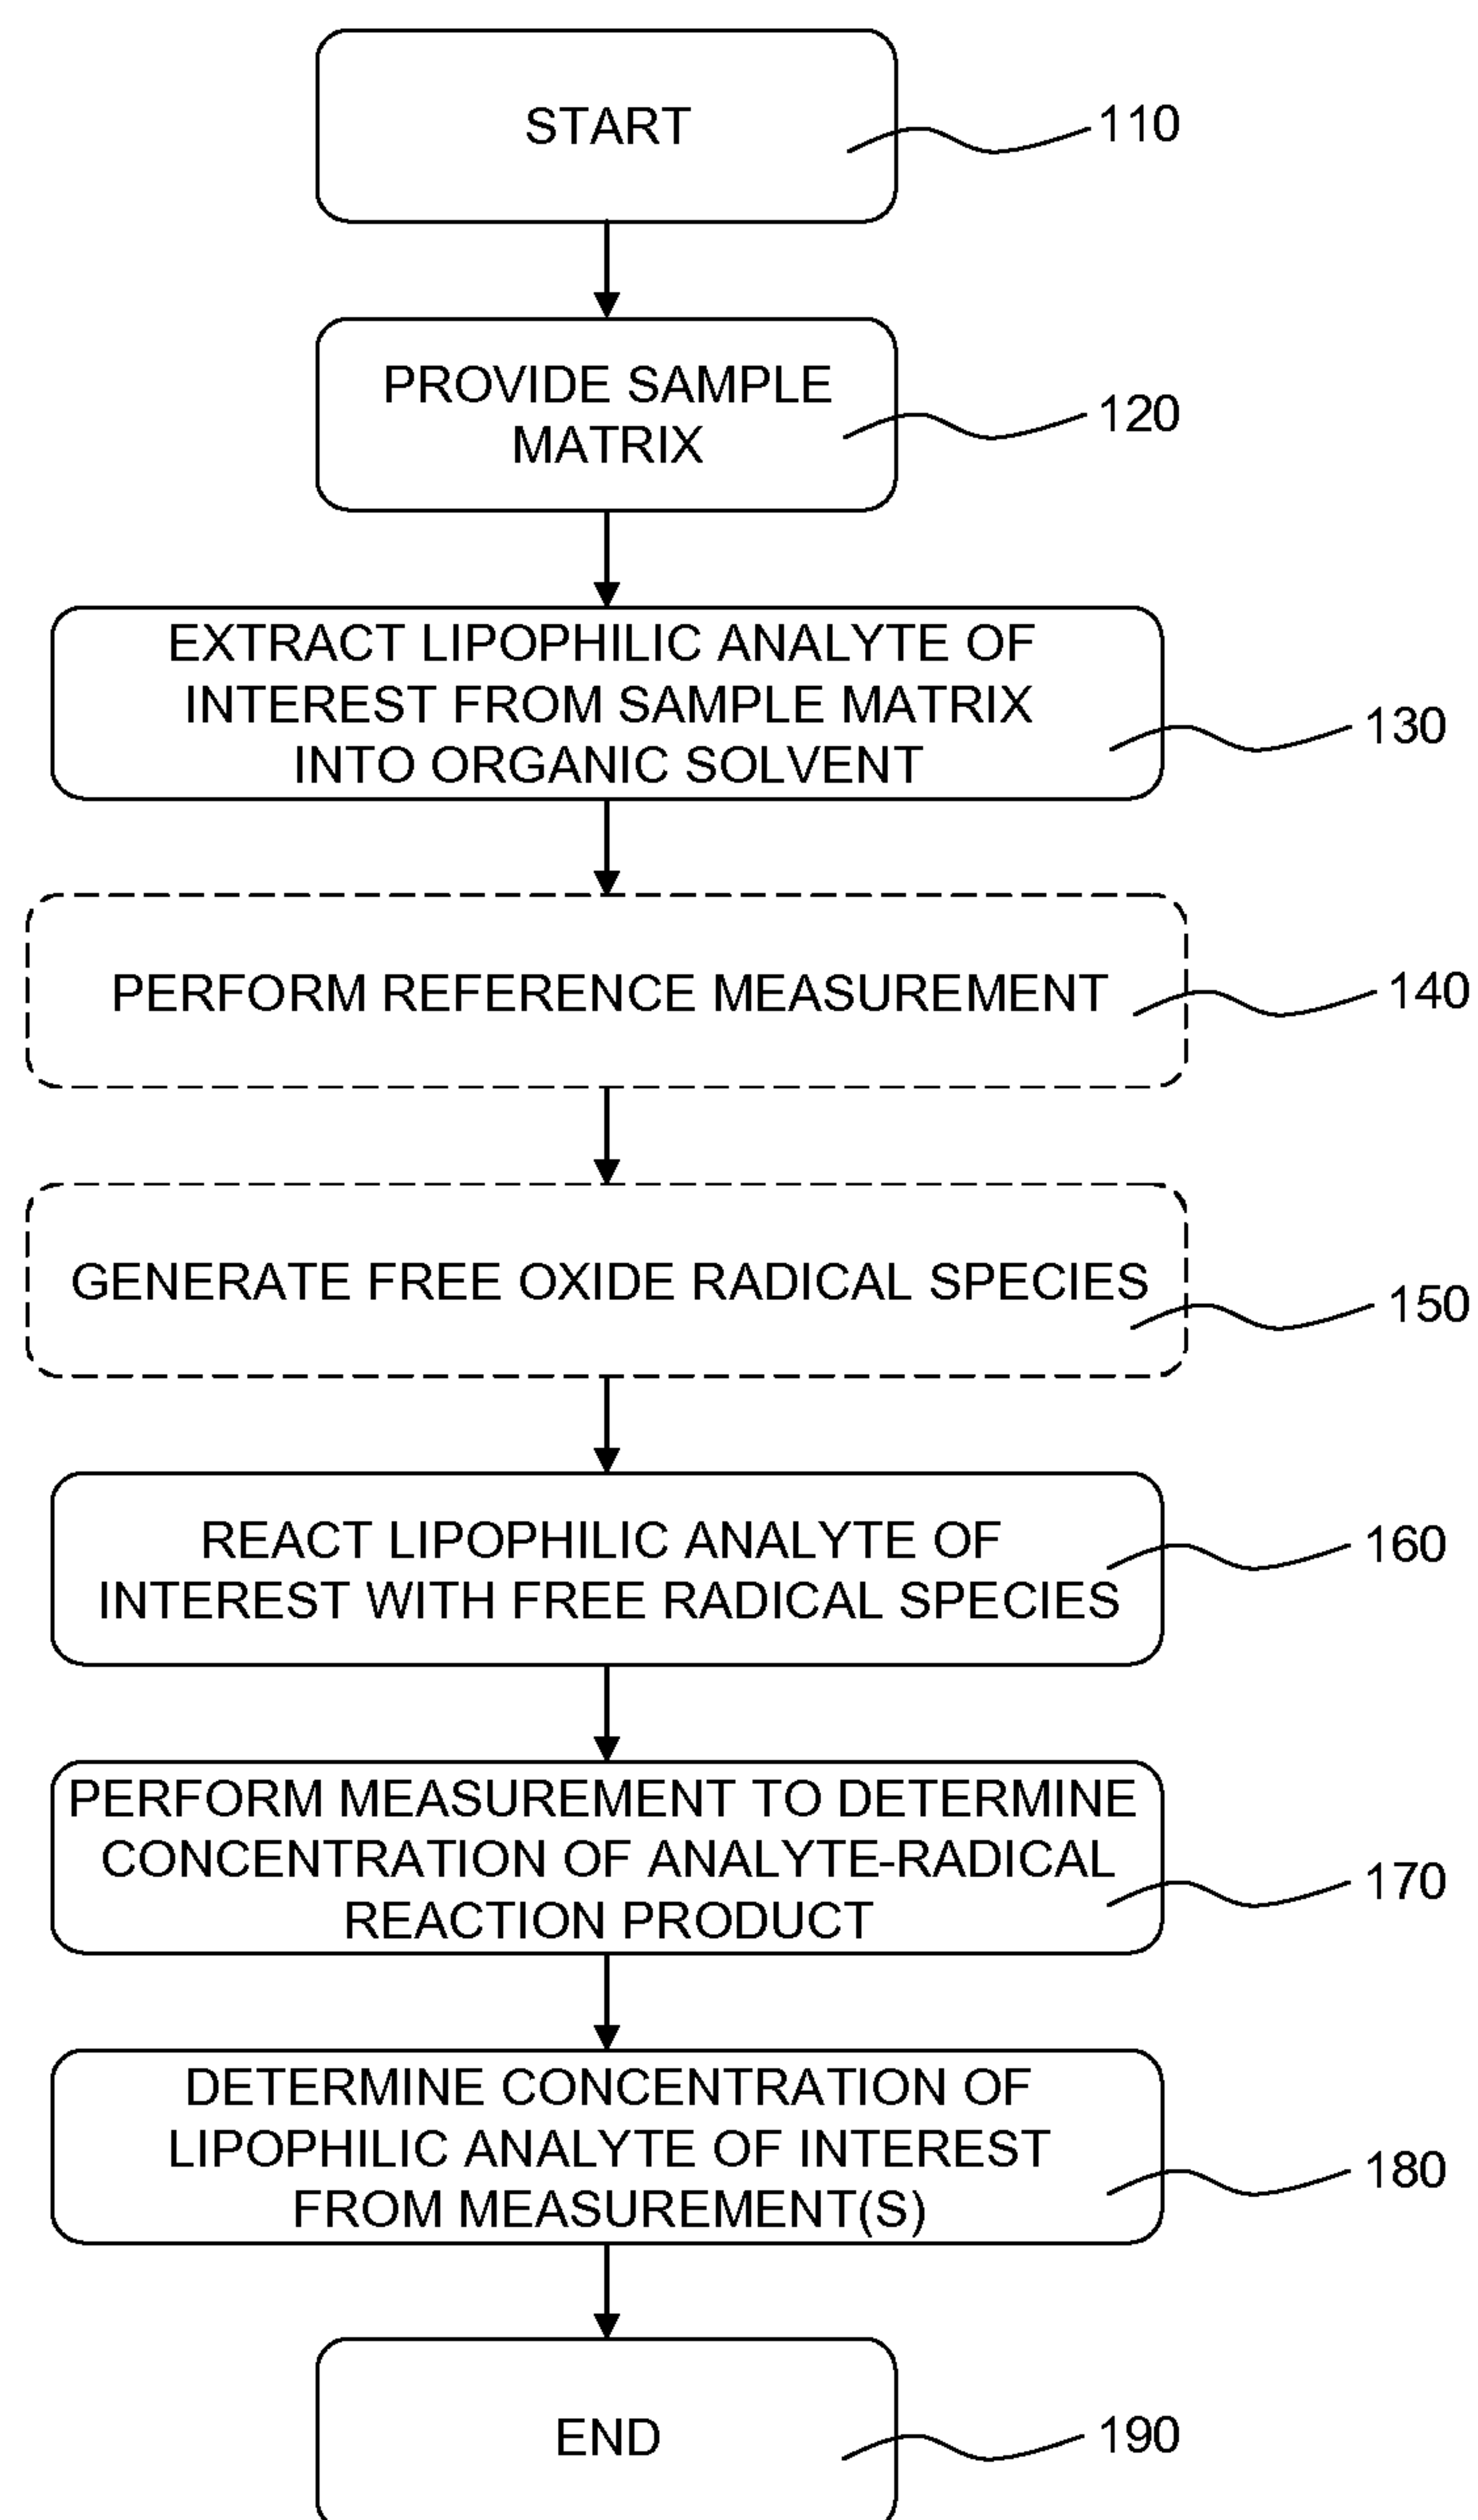 START
110
PROVIDE SAMPLE
MATRIX
120
EXTRACT LIPOPHILIC ANALYTE OF
INTEREST FROM SAMPLE MATRIX
INTO ORGANIC SOLVENT
130
PERFORM REFERENCE MEASUREMENT
140
GENERATE FREE OXIDE RADICAL SPECIES
150
REACT LIPOPHILIC ANALYTE OF
INTEREST WITH FREE RADICAL SPECIES
160
PERFORM MEASUREMENT TO DETERMINE
CONCENTRATION OF ANALYTE-RADICAL
REACTION PRODUCT
170
DETERMINE CONCENTRATION OF
LIPOPHILIC ANALYTE OF INTEREST
FROM MEASUREMENT(S)
180
END
190